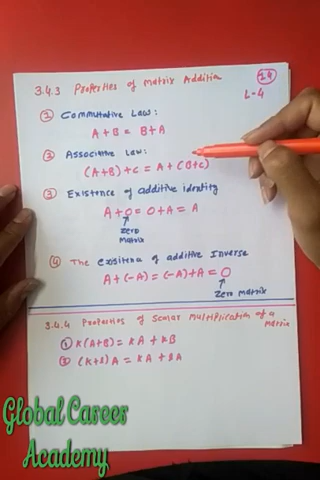 3.4.3 Properties of Matrix Addition
24
L-4
① Commutative Law:
A+B = B+A
② Associative Law:
(A+B)+C = A+(B+C)
③ Existence of additive identity
A+O=O+A=A
↑
Zero
Matrix
④ The existence of additive Inverse
A+(-A)=(-A)+A=O
↑
Zero Matrix
3.4.4 Properties of Scalar Multiplication of a Matrix
① K(A+B)= KA+KB
② (K+l)A = KA+lA
Global Career
Academy